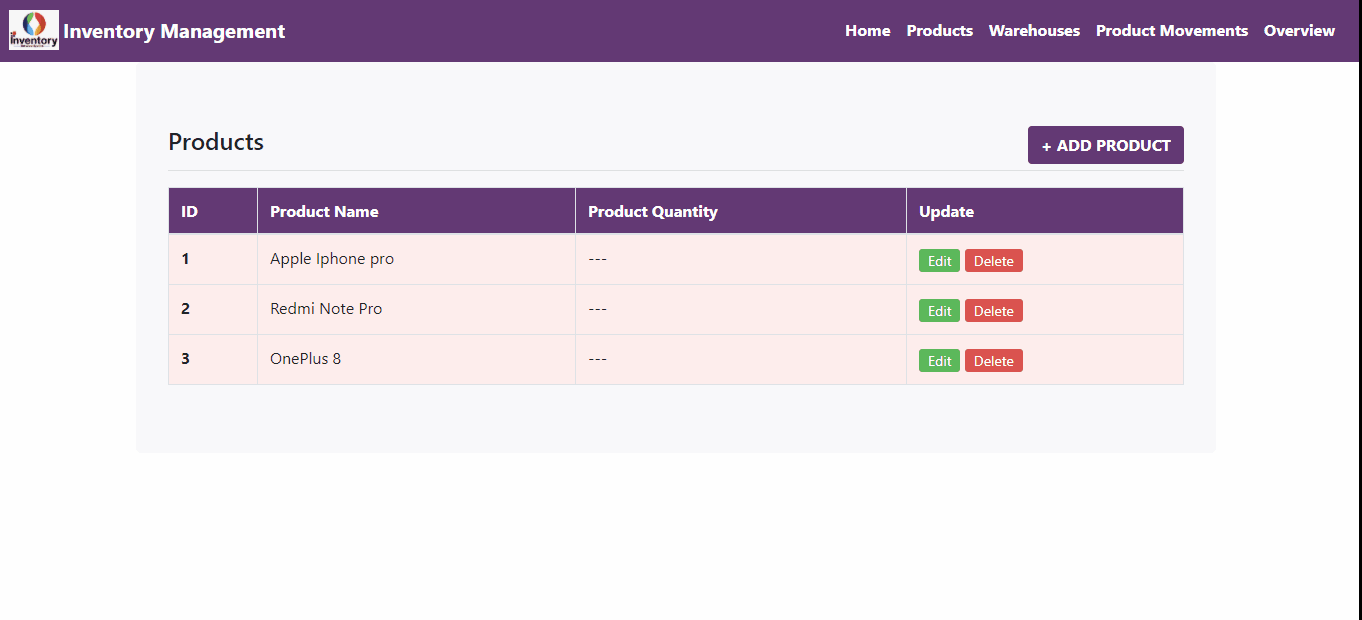 inventory
Inventory Management Home Products Warehouses Product Movements Overview
Products + ADD PRODUCT
ID Product Name Product Quantity Update
1 Apple Iphone pro --- Edit Delete
2 Redmi Note Pro --- Edit Delete
3 OnePlus 8 --- Edit Delete